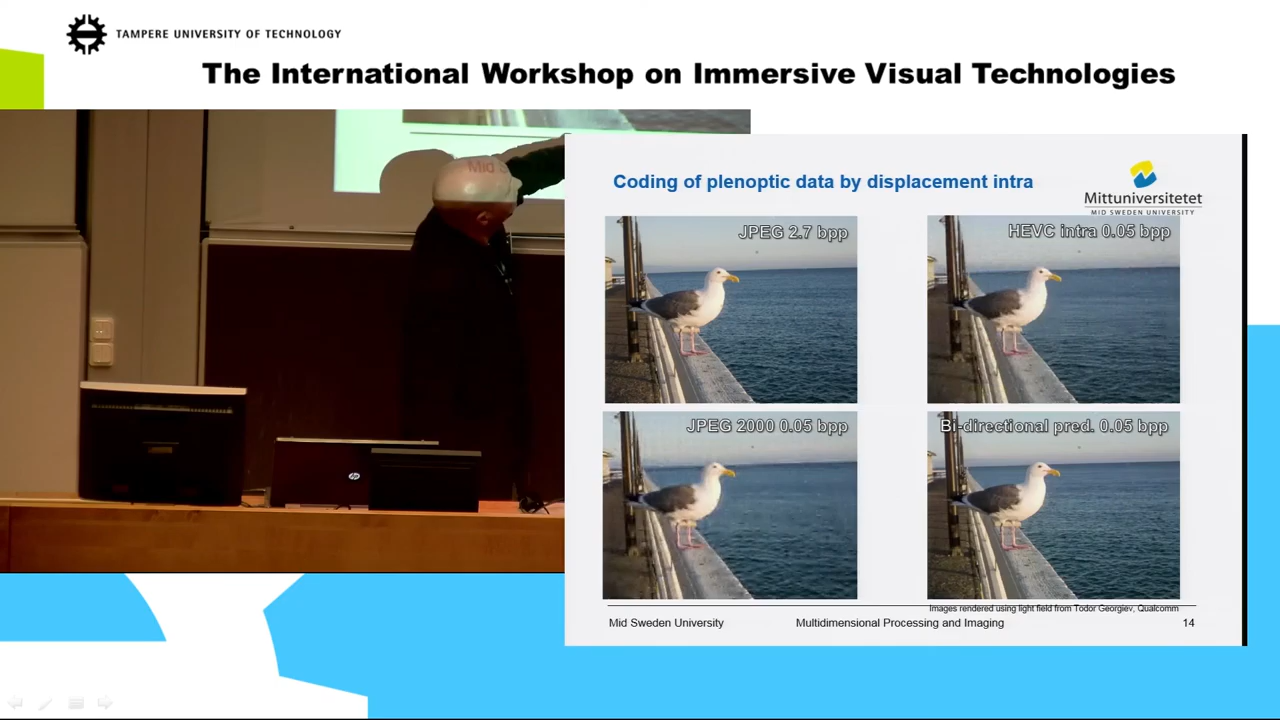 TAMPERE UNIVERSITY OF TECHNOLOGY
The International Workshop on Immersive Visual Technologies
Mid S
hp
Coding of plenoptic data by displacement intra
Mittuniversitetet
MID SWEDEN UNIVERSITY
JPEG 2.7 bpp
HEVC intra 0.05 bpp
JPEG 2000 0.05 bpp
Bi-directional pred. 0.05 bpp
Images rendered using light field from Todor Georgiev, Qualcomm
Mid Sweden University
Multidimensional Processing and Imaging
14